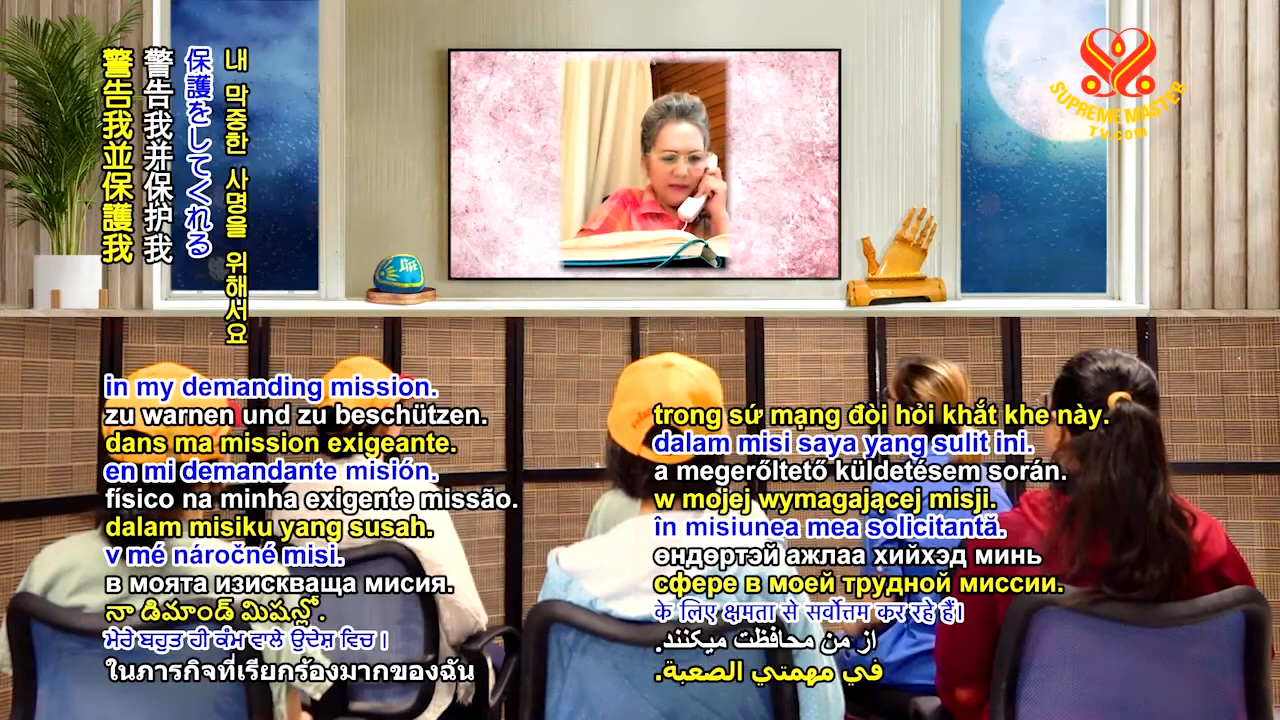 警告我並保護我
警告我并保护我
保護をしてくれる
내 막중한 사명을 위해서요
SUPREME MASTER
TV.com
LIFE
in my demanding mission.
zu warnen und zu beschützen.
dans ma mission exigeante.
en mi demandante misión.
físico na minha exigente missão.
dalam misiku yang susah.
v mé náročné misi.
в моята изискваща мисия.
నా డిమాండ్ మిషన్లో.
ਮੇਰੇ ਬਹੁਤ ਹੀ ਕੰਮ ਵਾਲੇ ਉਦੇਸ਼ ਵਿਚ।
ในภารกิจที่เรียกร้องมากของฉัน
trong sứ mạng đòi hỏi khắt khe này.
dalam misi saya yang sulit ini.
a megerőltető küldetésem során.
w mojej wymagającej misji.
în misiunea mea solicitantă.
өндөртэй ажлаа хийхэд минь
сфере в моей трудной миссии.
के लिए क्षमता से सर्वोत्तम कर रहे हैं।
از من محافظت میکنند.
في مهمتي الصعبة.